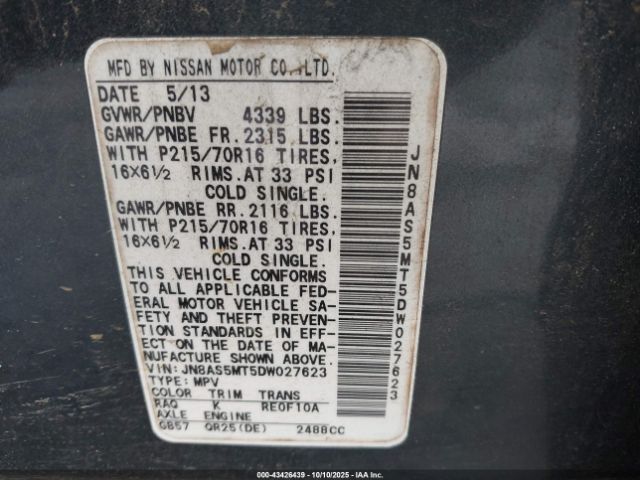 MFD BY NISSAN MOTOR CO.,LTD.
DATE 5/13
GVWR/PNBV 4339 LBS.
GAWR/PNBE FR. 2315 LBS.
WITH P215/70R16 TIRES,
16×6½ RIMS.AT 33 PSI
COLD SINGLE.
GAWR/PNBE RR. 2116 LBS.
WITH P215/70R16 TIRES,
16×6½ RIMS.AT 33 PSI
COLD SINGLE.
THIS VEHICLE CONFORMS
TO ALL APPLICABLE FED-
ERAL MOTOR VEHICLE SA-
FETY AND THEFT PREVEN-
TION STANDARDS IN EFF-
ECT ON THE DATE OF MA-
NUFACTURE SHOWN ABOVE.
VIN: JN8AS5MT5DW027623
TYPE: MPV
COLOR TRIM TRANS
RAQ K RE0F10A
AXLE ENGINE
GB57 QR25(DE) 2488CC
JN8AS5MT5DW027623
000-43426439 - 10/10/2025 - ©IAA, Inc.